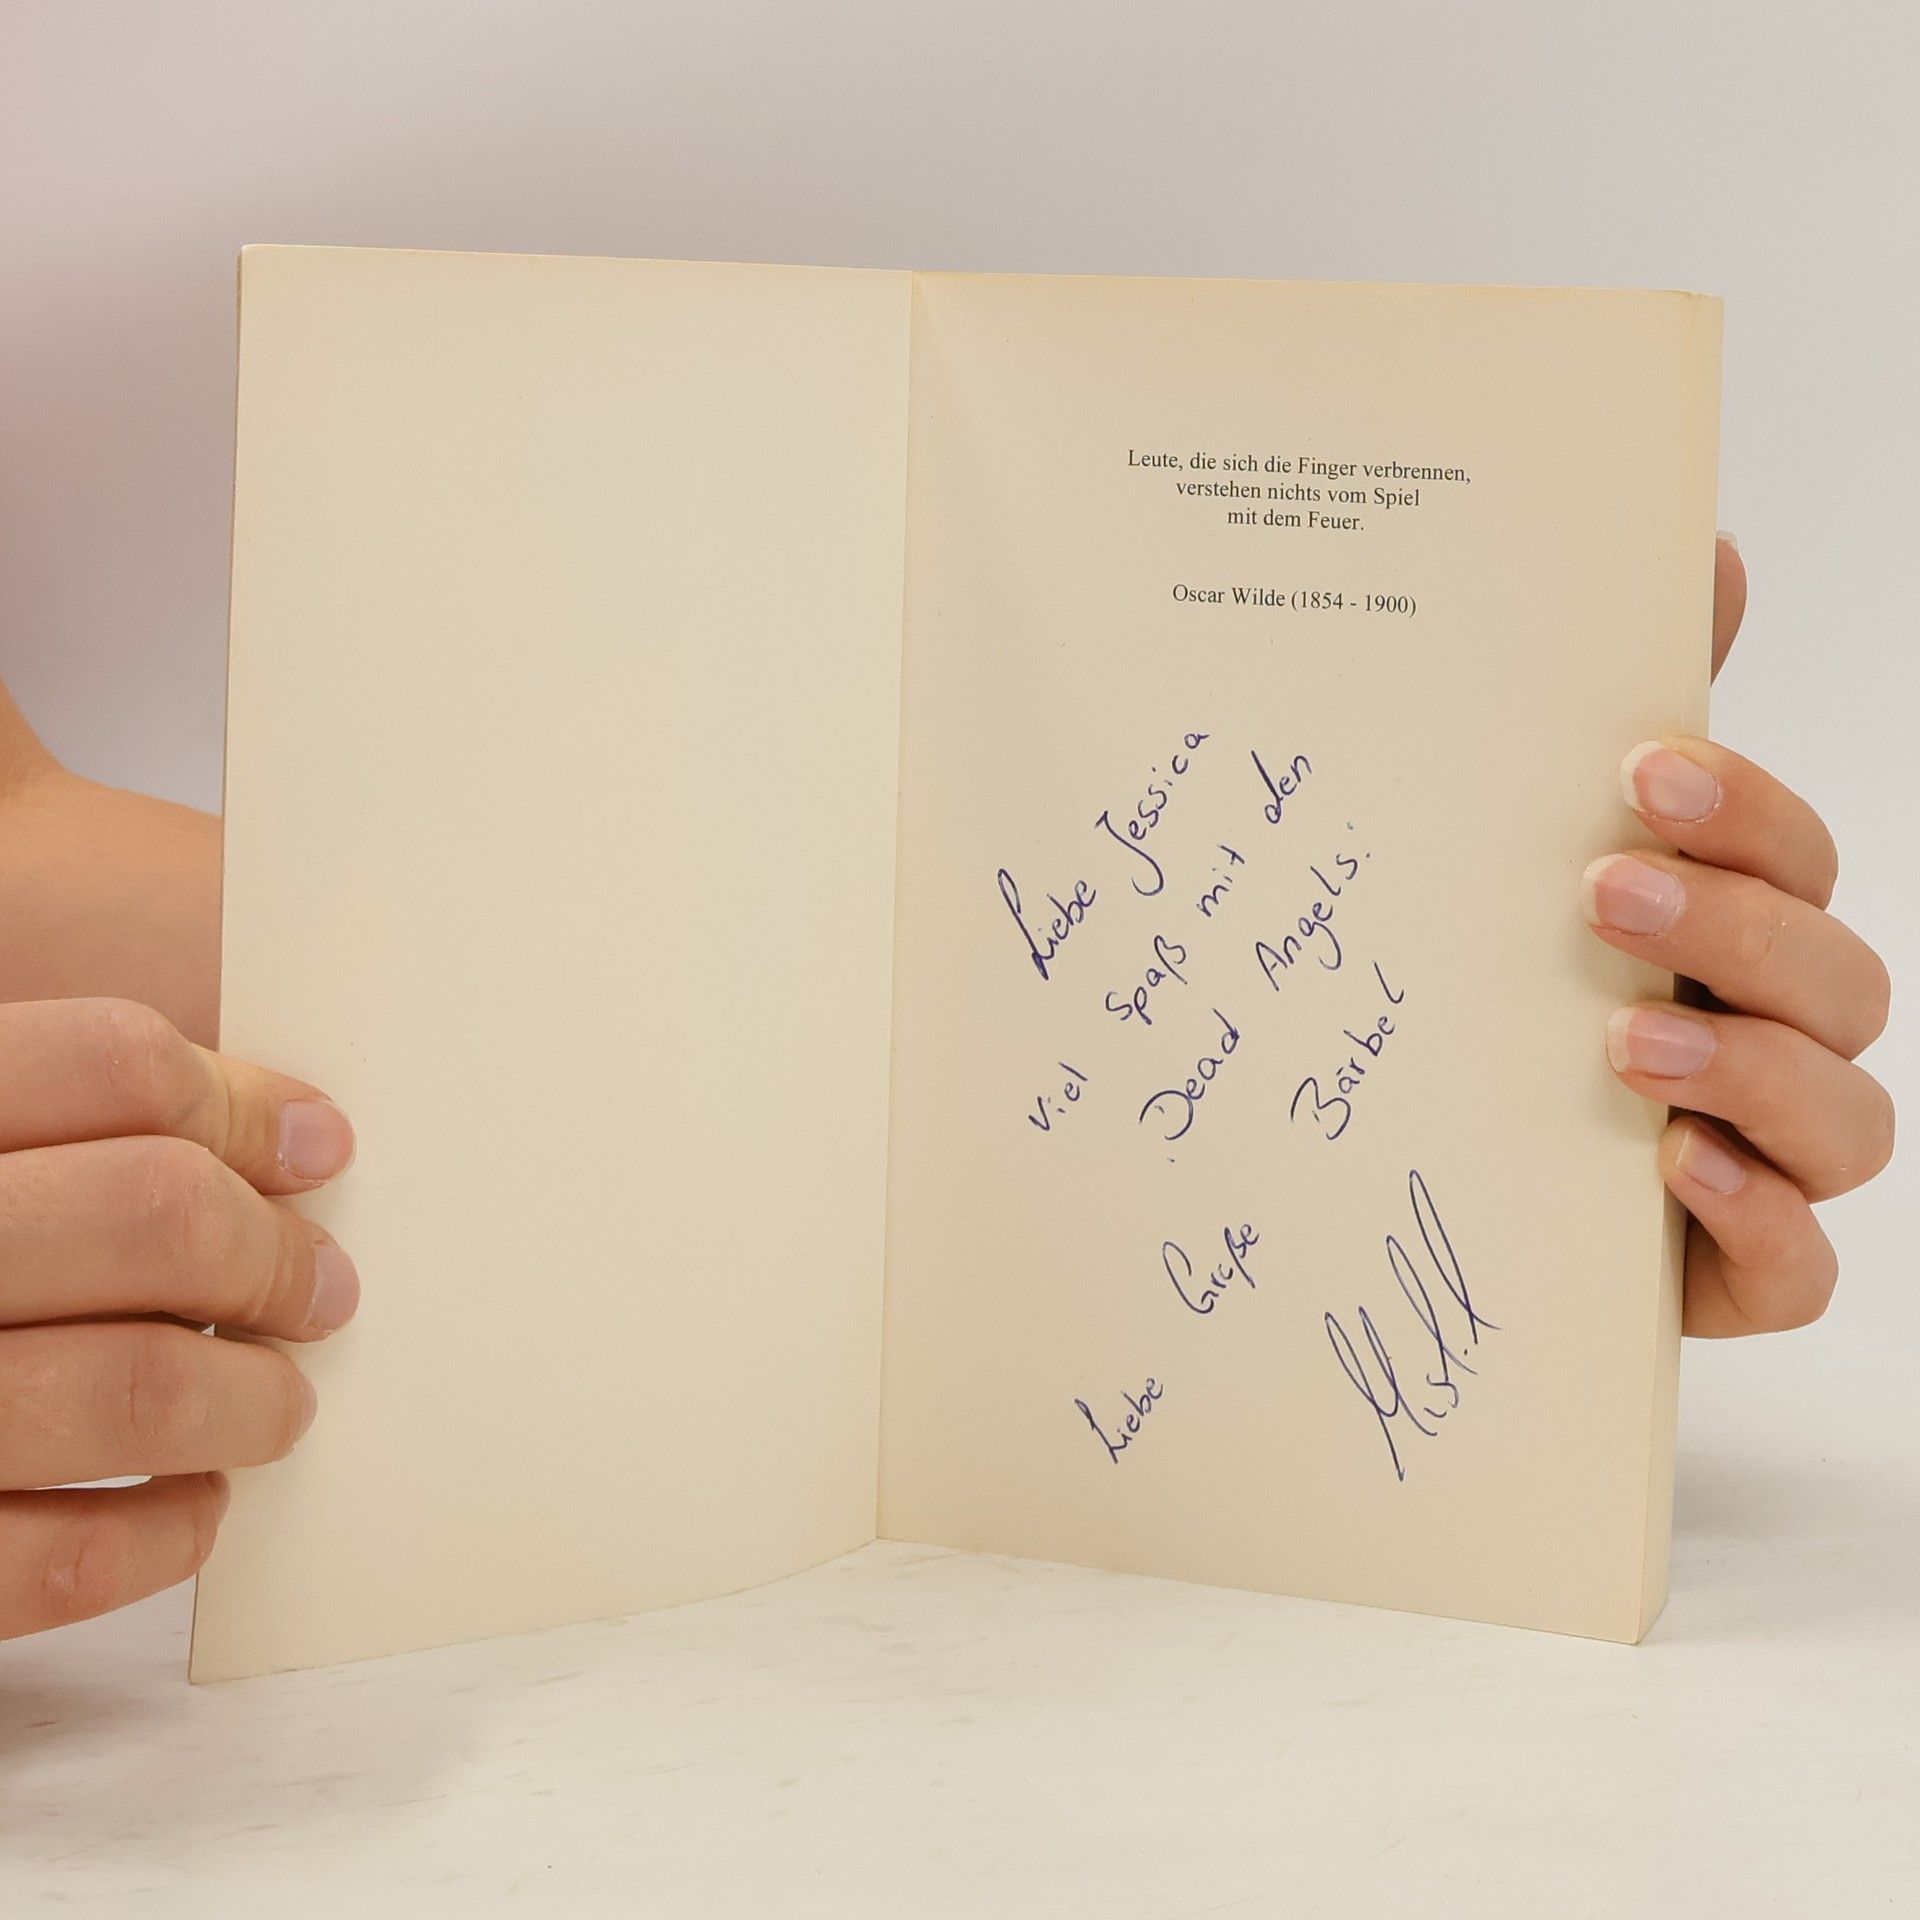 Leute, die sich die Finger verbrennen,
verstehen nichts vom Spiel
mit dem Feuer.
Oscar Wilde (1854 - 1900)
Liebe Jessica
Viel Spaß mit den
"Dead Angels"
Liebe Grüße
Bärbel